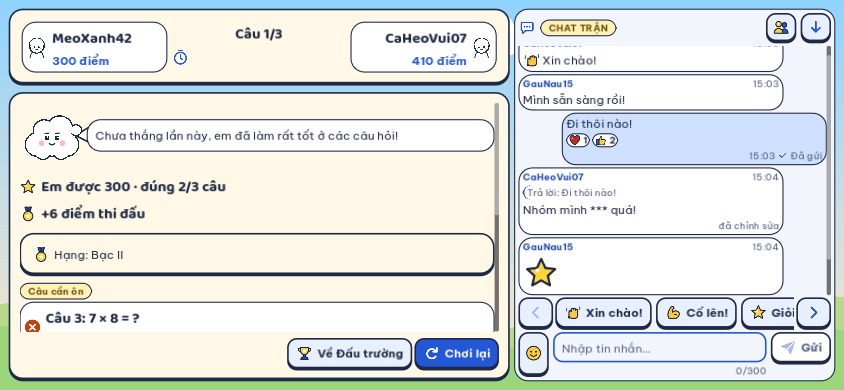 MeoXanh42
300 điểm
Câu 1/3
CaHeoVui07
410 điểm
Chưa thắng lần này, em đã làm rất tốt ở các câu hỏi!
Em được 300 · đúng 2/3 câu
+6 điểm thi đấu
Hạng: Bạc II
Câu cần ôn
Câu 3: 7 × 8 = ?
Về Đấu trường
Chơi lại
CHAT TRẬN
Xin chào!
GauNau15 15:03
Mình sẵn sàng rồi!
Đi thôi nào!
1 2
15:03 ✓ Đã gửi
CaHeoVui07 15:04
Trả lời: Đi thôi nào!
Nhóm mình *** quá!
đã chỉnh sửa
GauNau15 15:04
Xin chào!
Cố lên!
Nhập tin nhắn...
Gửi
0/300